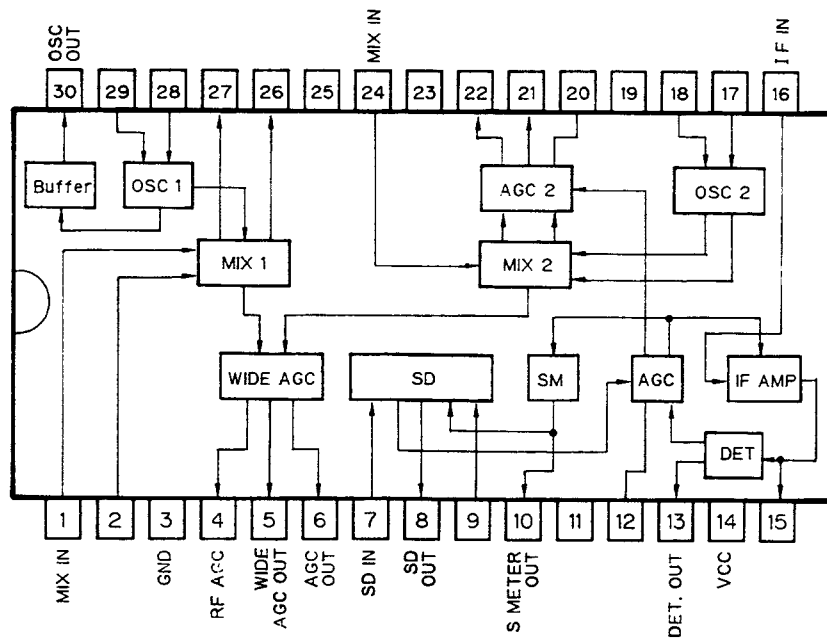 OSC OUT
MIX IN
IF IN
30 29 28 27 26 25 24 23 22 21 20 19 18 17 16
Buffer
OSC 1
AGC 2
OSC 2
MIX 1
MIX 2
WIDE AGC
SD
SM
AGC
IF AMP
DET
1 2 3 4 5 6 7 8 9 10 11 12 13 14 15
MIX IN
GND
RF AGC
WIDE
AGC OUT
AGC
OUT
SD IN
SD
OUT
S METER
OUT
DET. OUT
VCC